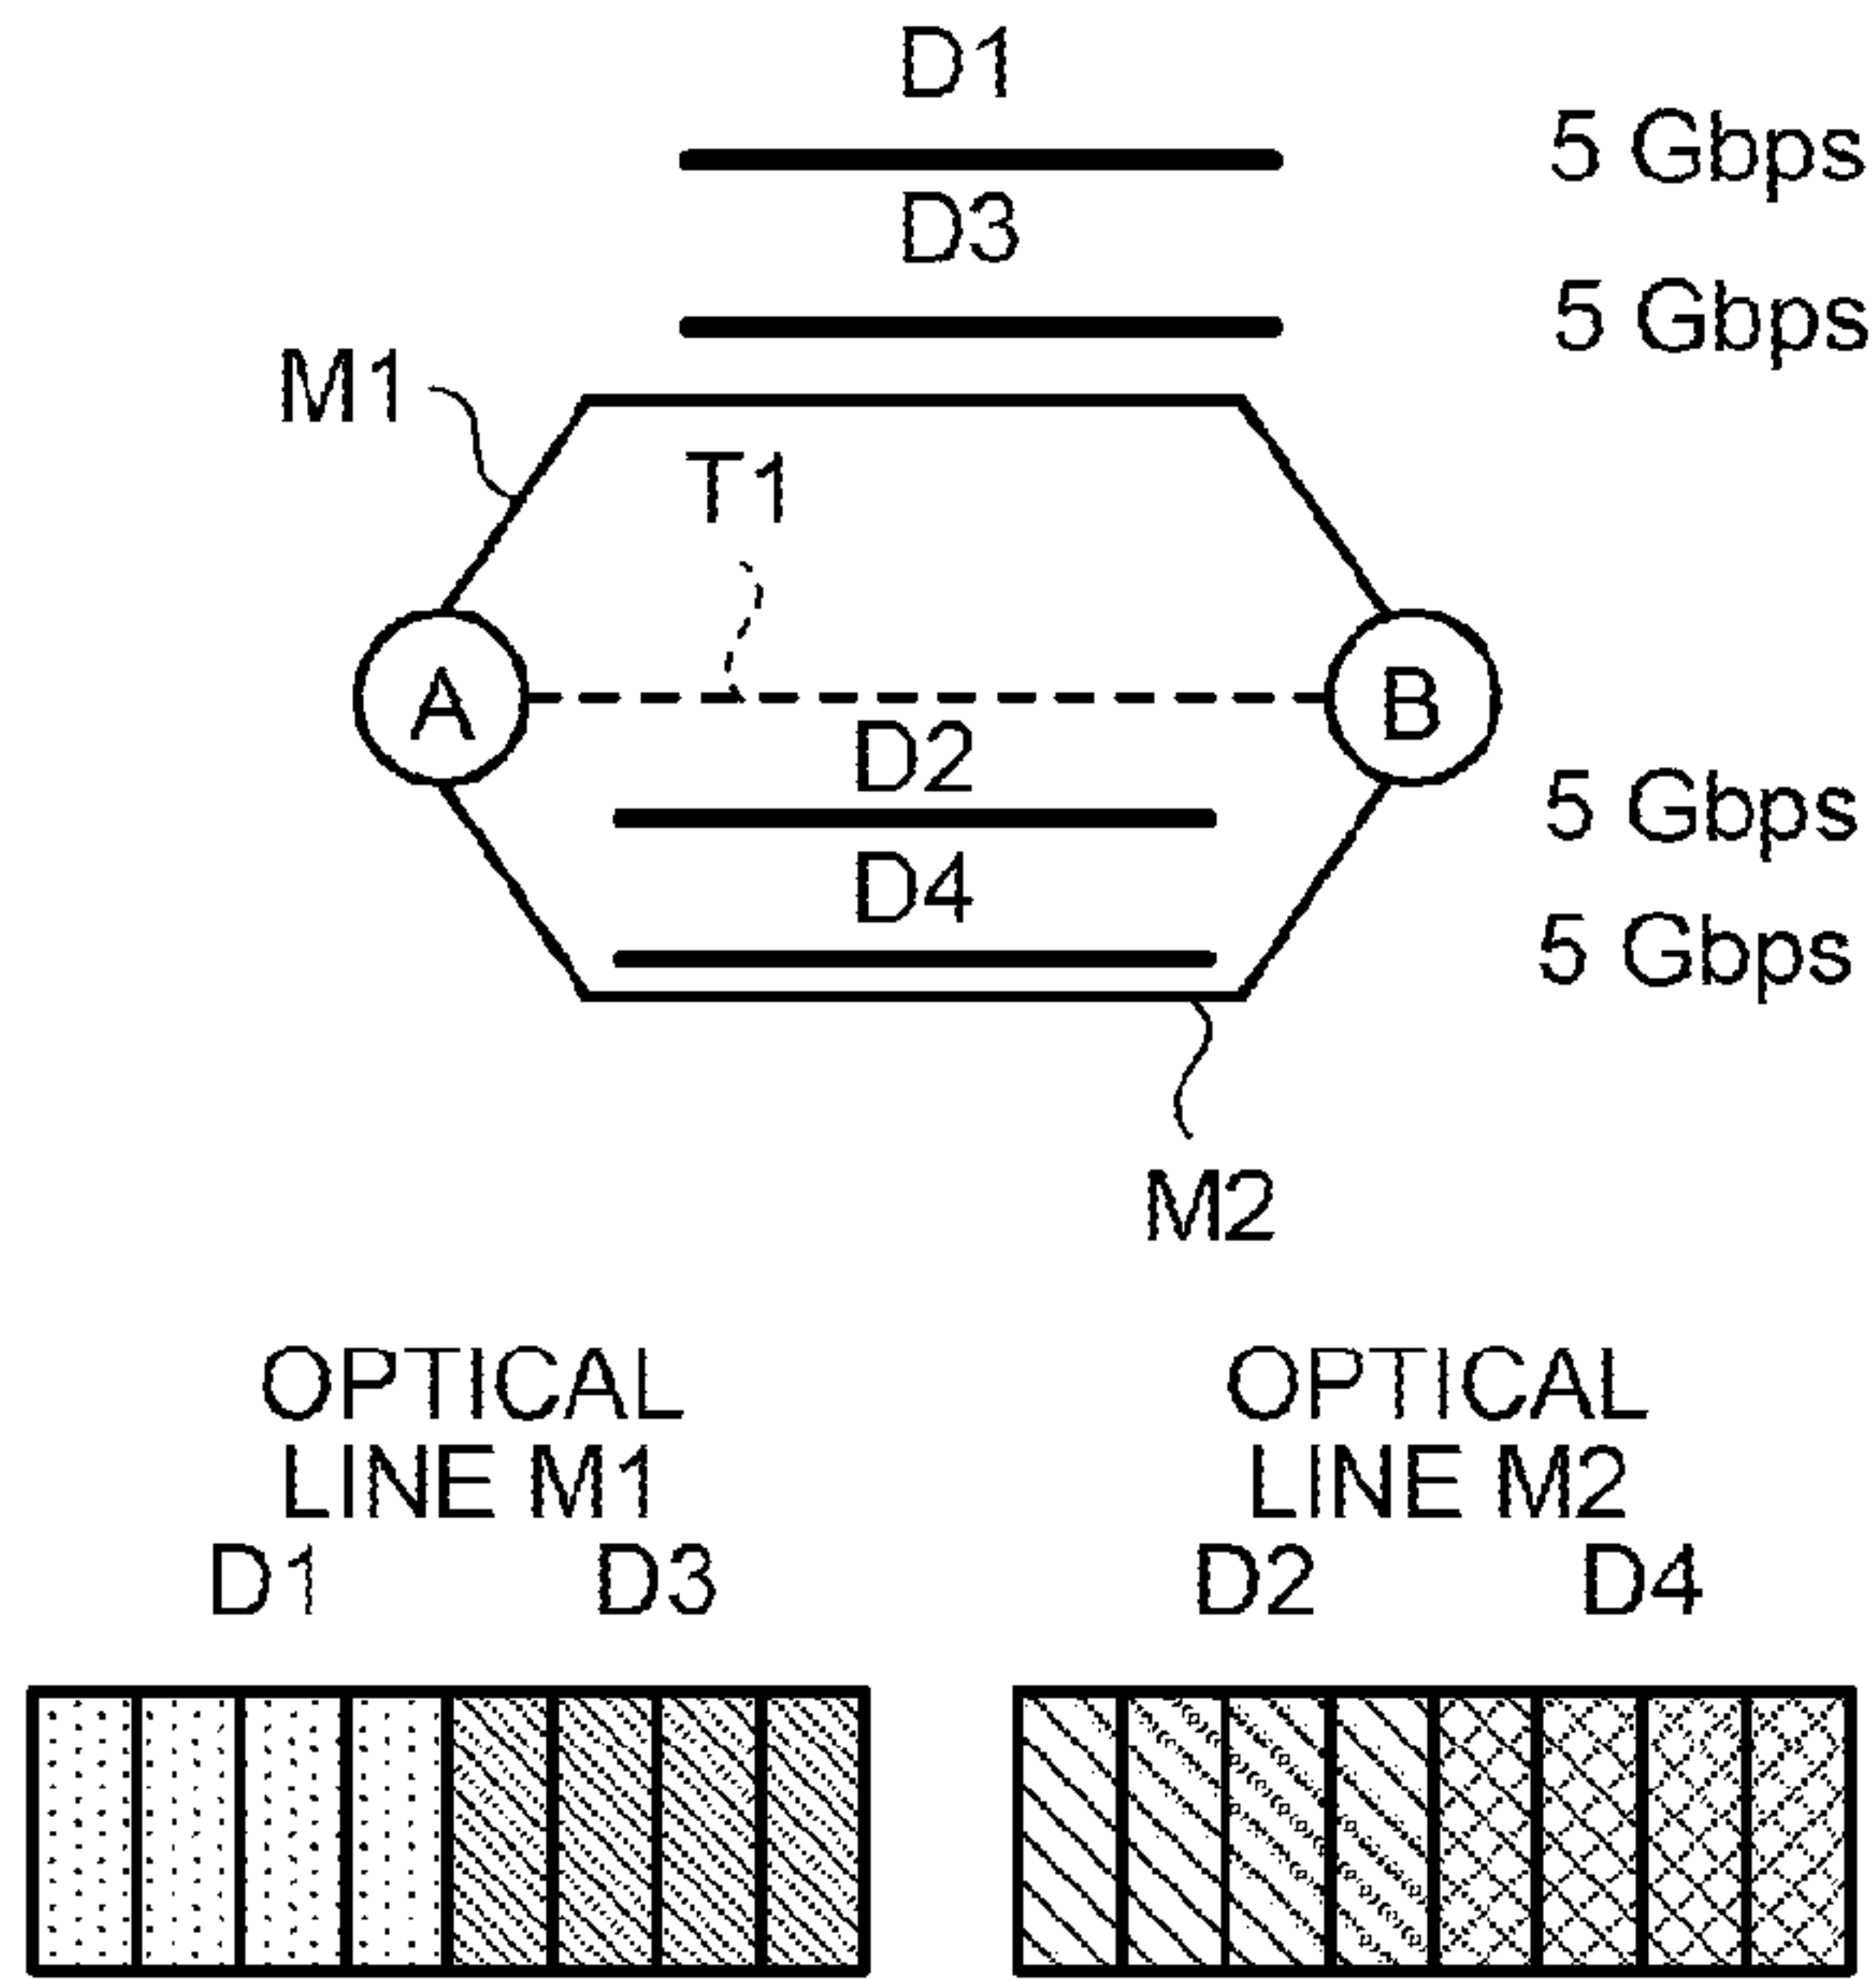 D1
5 Gbps
D3
5 Gbps
M1
T1
A
B
D2
5 Gbps
D4
5 Gbps
M2
OPTICAL
LINE M1
D1 D3
OPTICAL
LINE M2
D2 D4